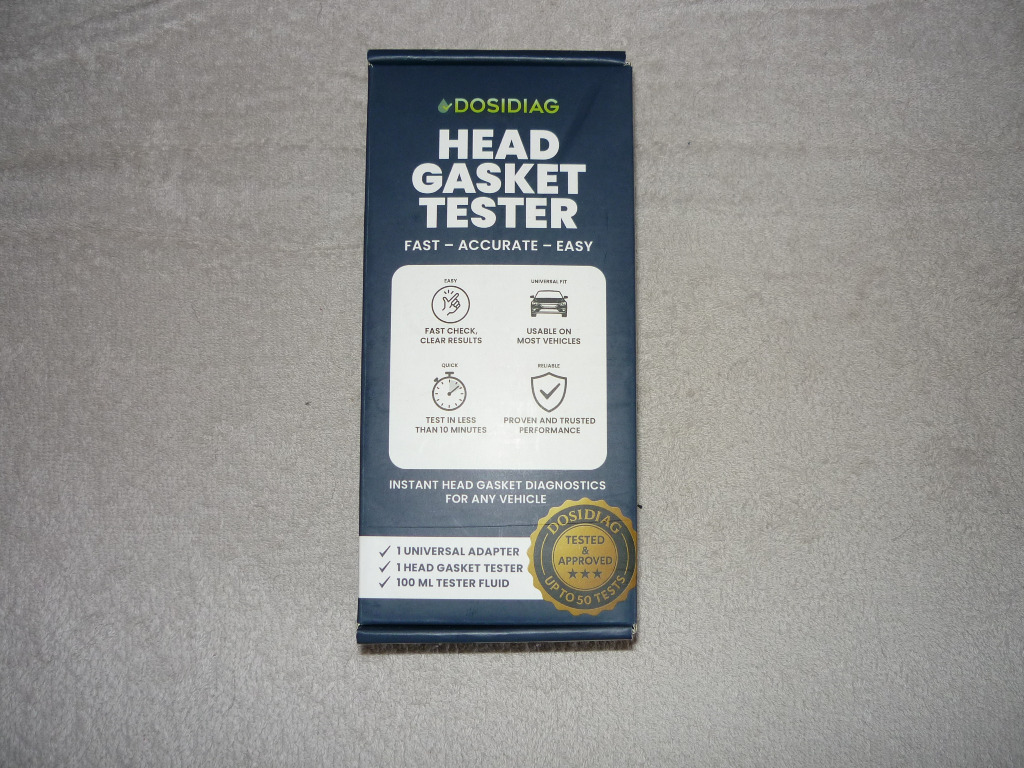 DOSIDIAG
HEAD
GASKET
TESTER
FAST – ACCURATE – EASY
EASY
FAST CHECK,
CLEAR RESULTS
UNIVERSAL FIT
USABLE ON
MOST VEHICLES
QUICK
TEST IN LESS
THAN 10 MINUTES
RELIABLE
PROVEN AND TRUSTED
PERFORMANCE
INSTANT HEAD GASKET DIAGNOSTICS
FOR ANY VEHICLE
✓ 1 UNIVERSAL ADAPTER
✓ 1 HEAD GASKET TESTER
✓ 100 ML TESTER FLUID
DOSIDIAG
TESTED
&
APPROVED
★★★
UP TO 50 TESTS